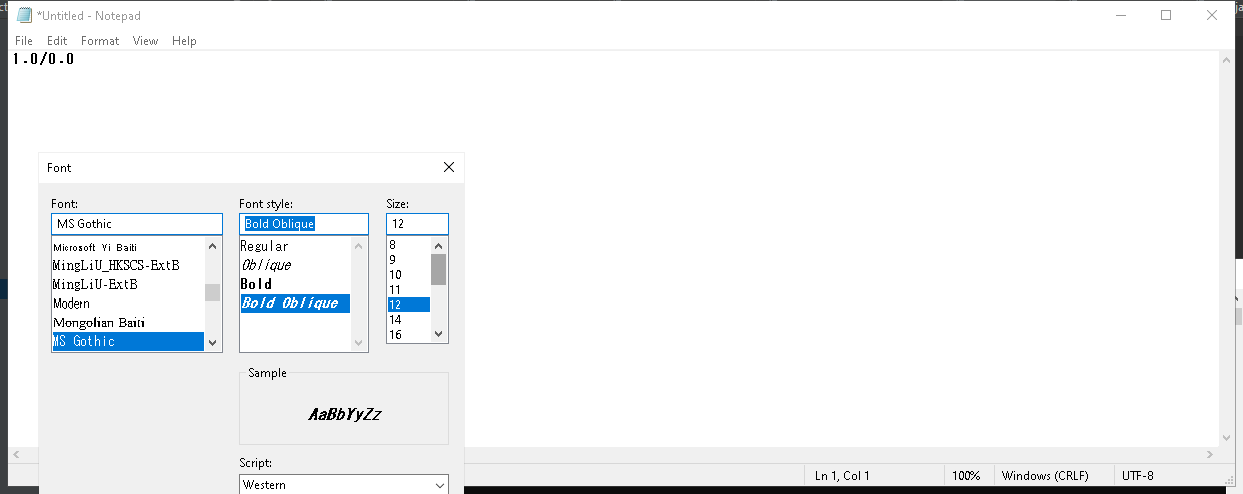 *Untitled - Notepad
File Edit Format View Help
1.0/0.0
Font
Font: Font style: Size:
MS Gothic Bold Oblique 12
Microsoft Yi Baiti Regular 8
MingLiU_HKSCS-ExtB Oblique 9
MingLiU-ExtB Bold 10
Modern Bold Oblique 11
Mongolian Baiti 12
MS Gothic 14
16
Sample
AaBbYyZz
Script:
Western
Ln 1, Col 1 100% Windows (CRLF) UTF-8